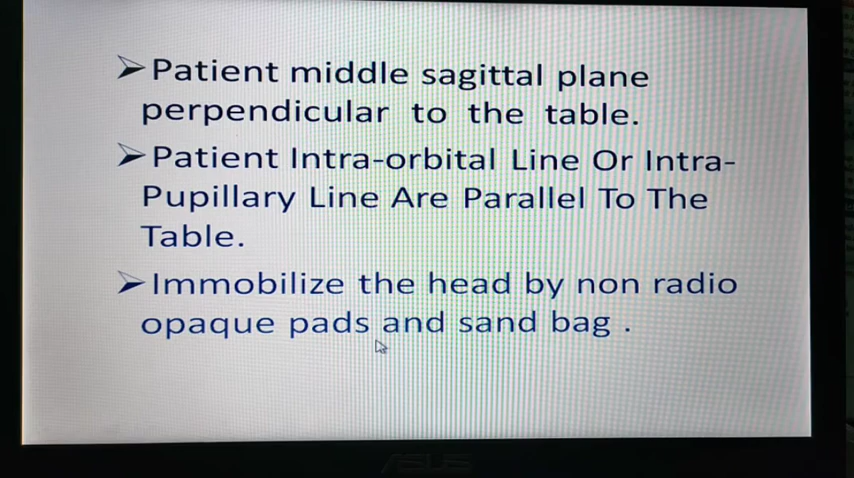 ➢Patient middle sagittal plane
perpendicular to the table.
➢Patient Intra-orbital Line Or Intra-
Pupillary Line Are Parallel To The
Table.
➢Immobilize the head by non radio
opaque pads and sand bag .
ASUS